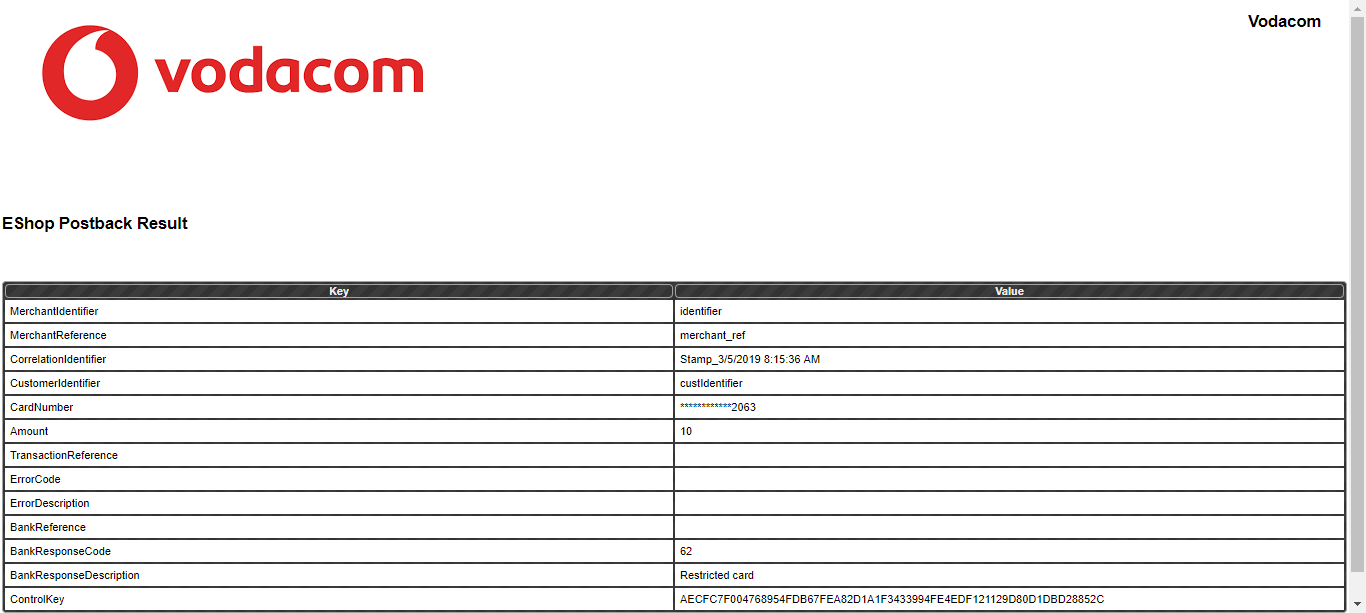 Vodacom
vodacom
EShop Postback Result
Key Value
MerchantIdentifier identifier
MerchantReference merchant_ref
CorrelationIdentifier Stamp_3/5/2019 8:15:36 AM
CustomerIdentifier custIdentifier
CardNumber ************2063
Amount 10
TransactionReference
ErrorCode
ErrorDescription
BankReference
BankResponseCode 62
BankResponseDescription Restricted card
ControlKey AECFC7F004768954FDB67FEA82D1A1F3433994FE4EDF121129D80D1DBD28852C